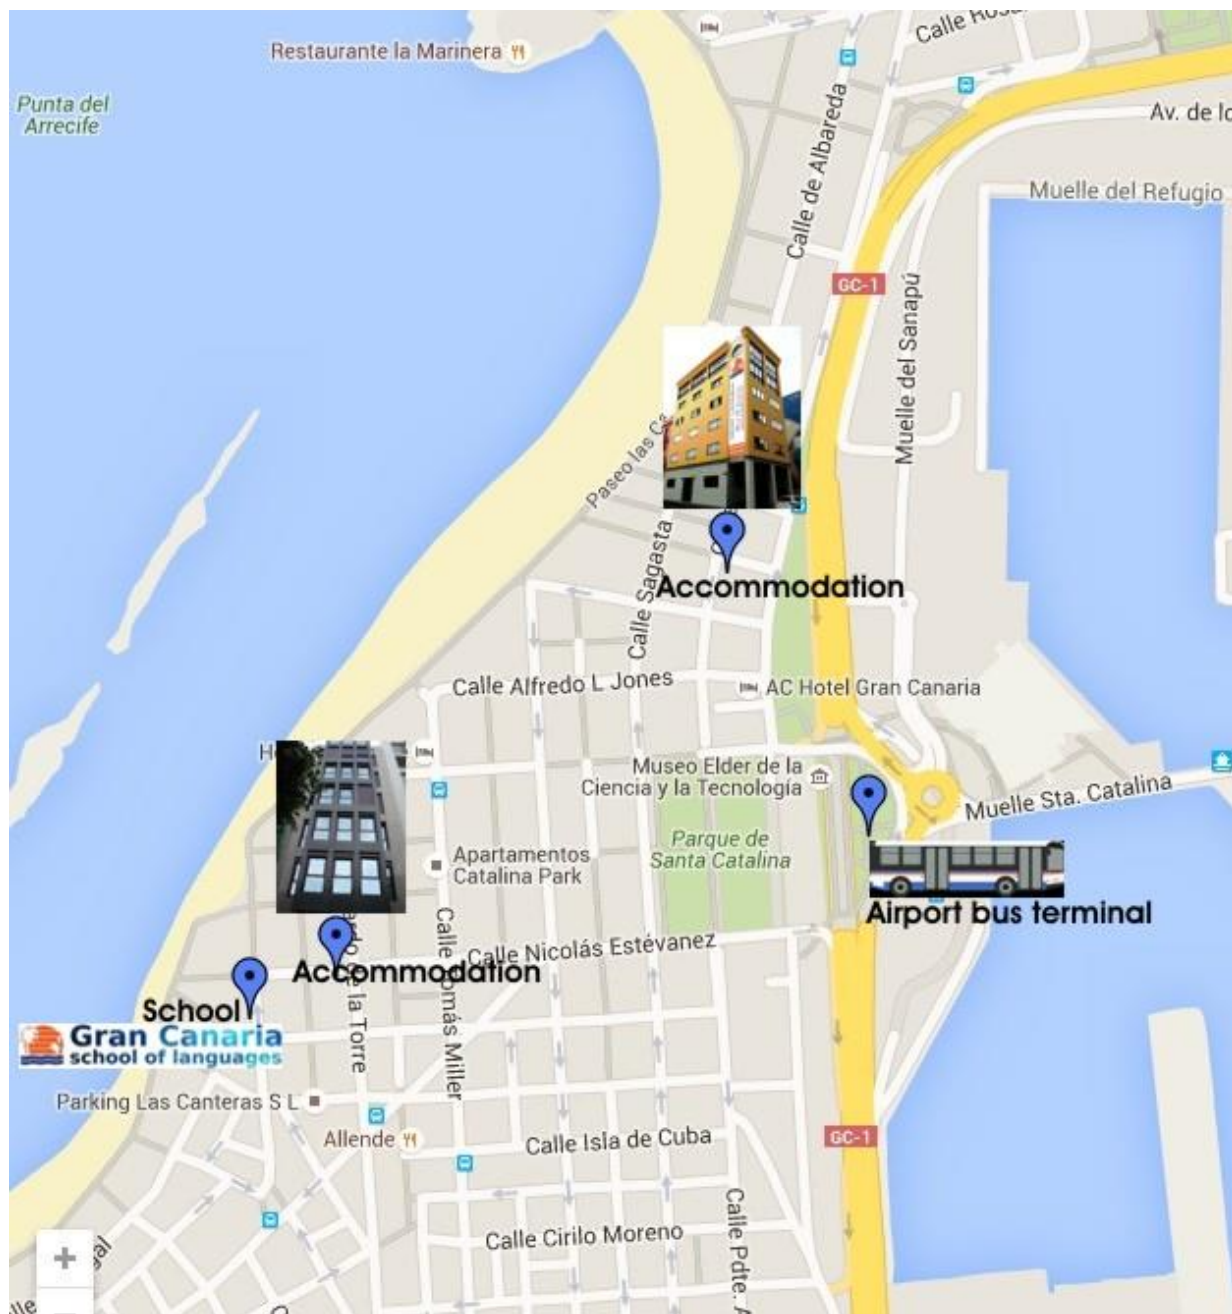 Calle Rosa
Restaurante la Marinera
Punta del
Arrecife
Calle de Albareda
Av. de lo
Muelle del Refugio
GC-1
Muelle del Sanapú
Paseo las Ca
Calle Sagasta
Accommodation
Calle Alfredo L Jones
AC Hotel Gran Canaria
Museo Elder de la
Ciencia y la Tecnología
Muelle Sta. Catalina
Parque de
Santa Catalina
Apartamentos
Catalina Park
Airport bus terminal
Calle Nicolás Estévanez
Accommodation
ardo de la Torre
Calle Tomás Miller
School
Gran Canaria
school of languages
Parking Las Canteras S L
Allende
Calle Isla de Cuba
GC-1
Calle Cirilo Moreno
Calle Pdte. A
+